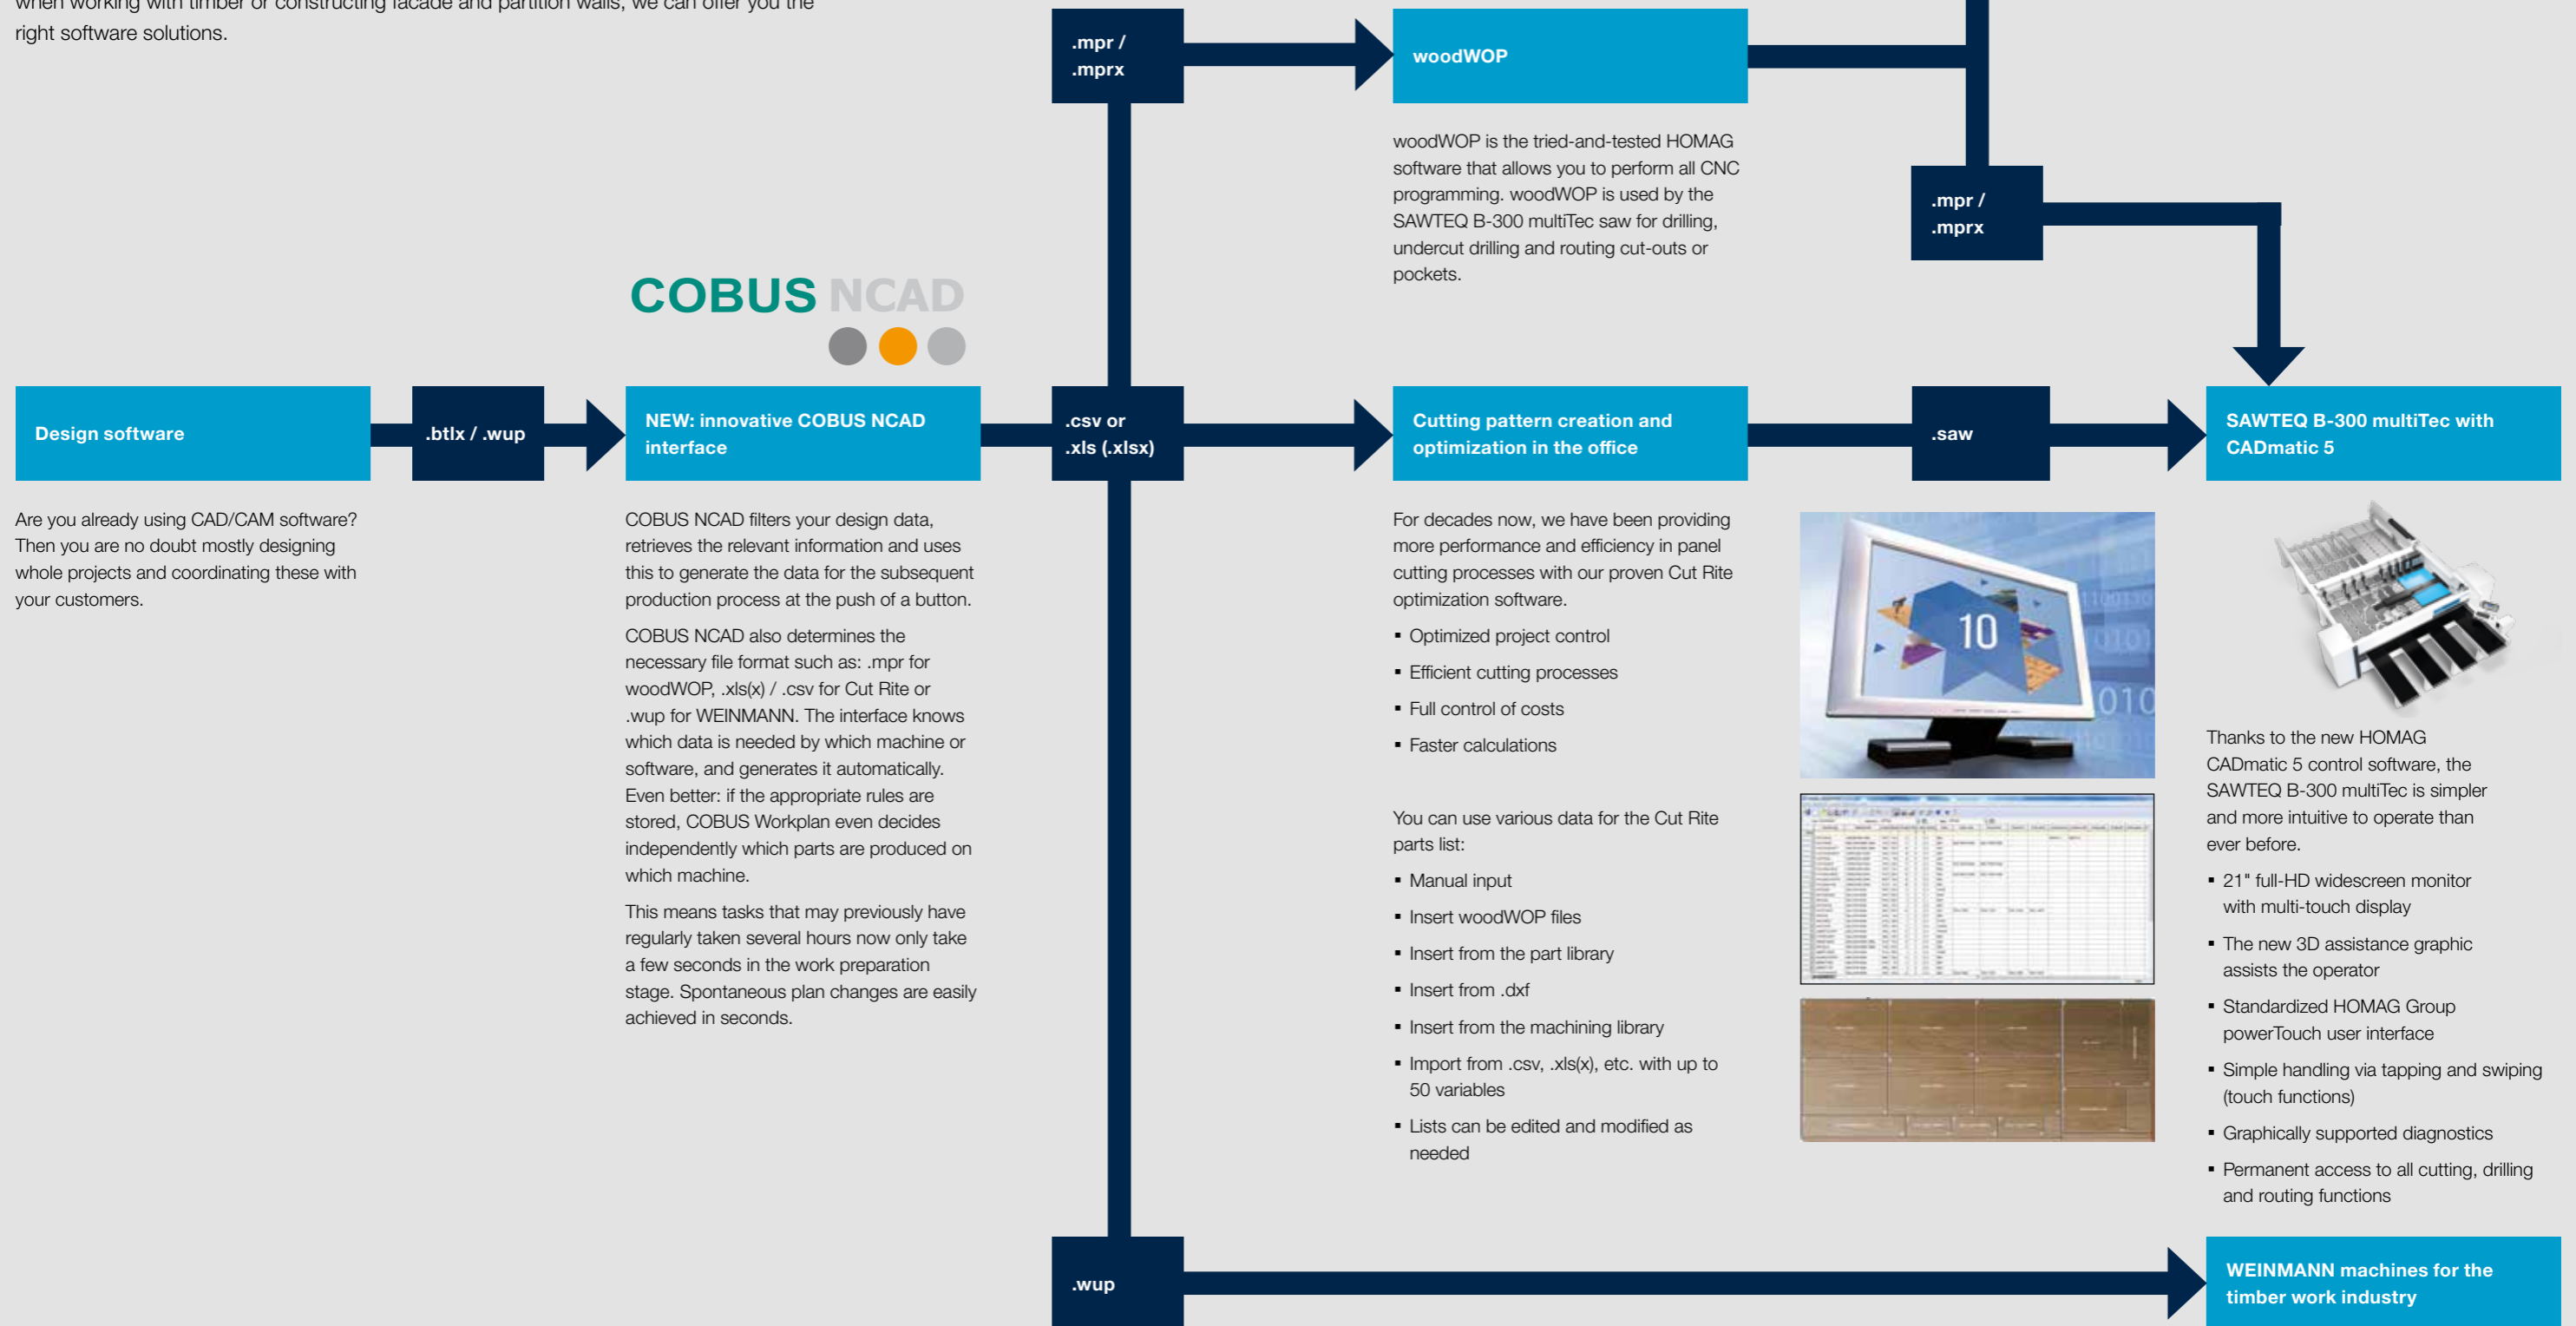 when working with timber or constructing facade and partition walls, we can offer you the
right software solutions.
.mpr /
.mprx
woodWOP
woodWOP is the tried-and-tested HOMAG
software that allows you to perform all CNC
programming. woodWOP is used by the
SAWTEQ B-300 multiTec saw for drilling,
undercut drilling and routing cut-outs or
pockets.
.mpr /
.mprx
COBUS NCAD
Design software
.btlx / .wup
NEW: innovative COBUS NCAD
interface
.csv or
.xls (.xlsx)
Cutting pattern creation and
optimization in the office
.saw
SAWTEQ B-300 multiTec with
CADmatic 5
Are you already using CAD/CAM software?
Then you are no doubt mostly designing
whole projects and coordinating these with
your customers.
COBUS NCAD filters your design data,
retrieves the relevant information and uses
this to generate the data for the subsequent
production process at the push of a button.
COBUS NCAD also determines the
necessary file format such as: .mpr for
woodWOP, .xls(x) / .csv for Cut Rite or
.wup for WEINMANN. The interface knows
which data is needed by which machine or
software, and generates it automatically.
Even better: if the appropriate rules are
stored, COBUS Workplan even decides
independently which parts are produced on
which machine.
This means tasks that may previously have
regularly taken several hours now only take
a few seconds in the work preparation
stage. Spontaneous plan changes are easily
achieved in seconds.
For decades now, we have been providing
more performance and efficiency in panel
cutting processes with our proven Cut Rite
optimization software.
▪ Optimized project control
▪ Efficient cutting processes
▪ Full control of costs
▪ Faster calculations
You can use various data for the Cut Rite
parts list:
▪ Manual input
▪ Insert woodWOP files
▪ Insert from the part library
▪ Insert from .dxf
▪ Insert from the machining library
▪ Import from .csv, .xls(x), etc. with up to
50 variables
▪ Lists can be edited and modified as
needed
10
Thanks to the new HOMAG
CADmatic 5 control software, the
SAWTEQ B-300 multiTec is simpler
and more intuitive to operate than
ever before.
▪ 21" full-HD widescreen monitor
with multi-touch display
▪ The new 3D assistance graphic
assists the operator
▪ Standardized HOMAG Group
powerTouch user interface
▪ Simple handling via tapping and swiping
(touch functions)
▪ Graphically supported diagnostics
▪ Permanent access to all cutting, drilling
and routing functions
.wup
WEINMANN machines for the
timber work industry